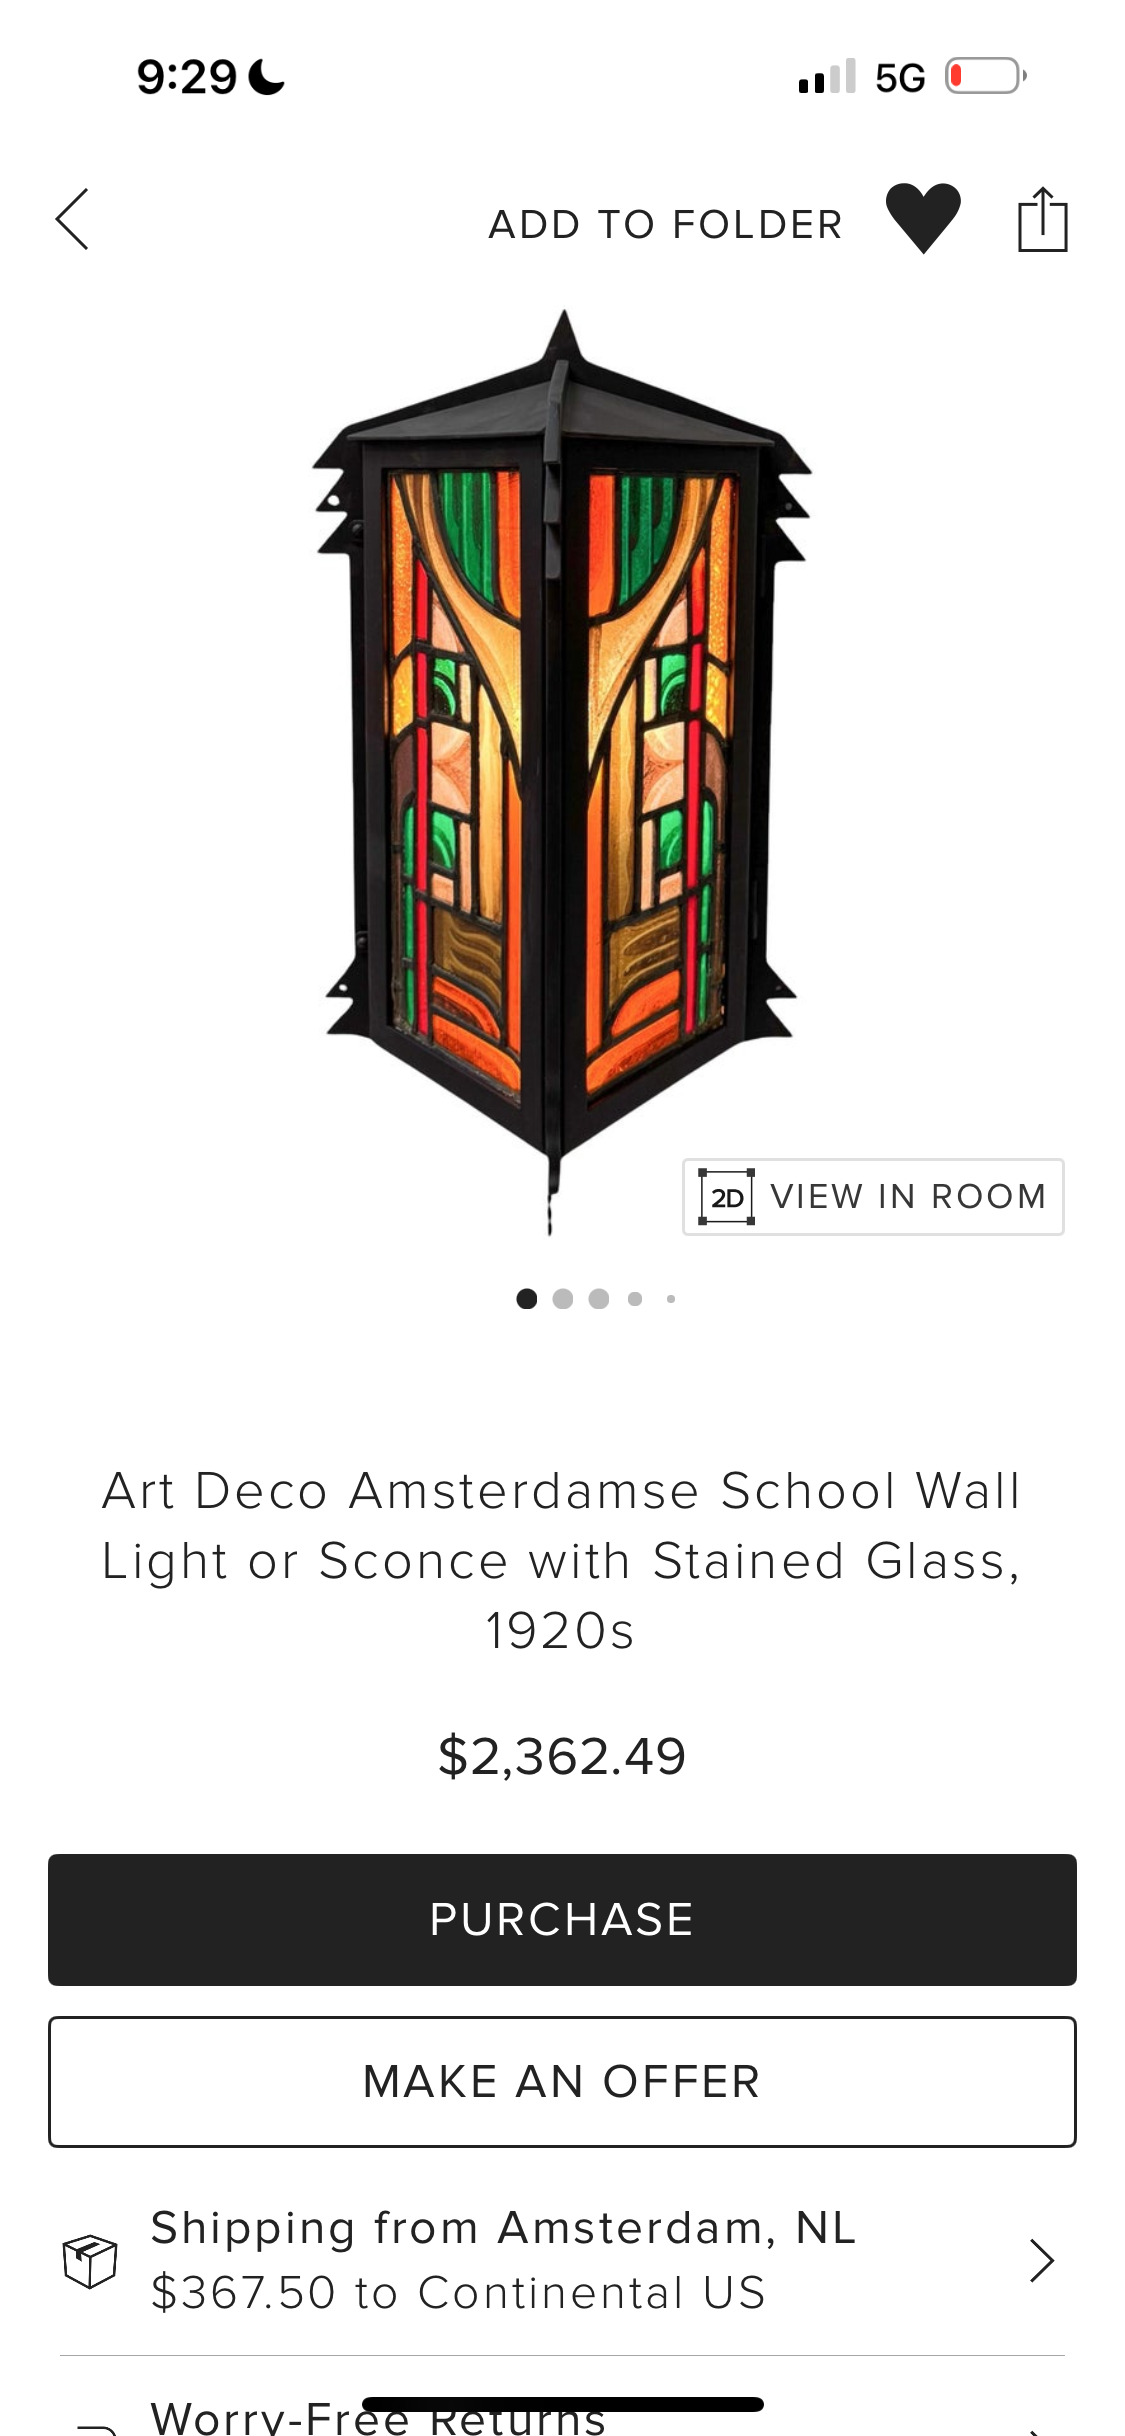 9:29
5G
ADD TO FOLDER
2D VIEW IN ROOM
Art Deco Amsterdamse School Wall
Light or Sconce with Stained Glass,
1920s
$2,362.49
PURCHASE
MAKE AN OFFER
Shipping from Amsterdam, NL
$367.50 to Continental US
Worry-Free Returns